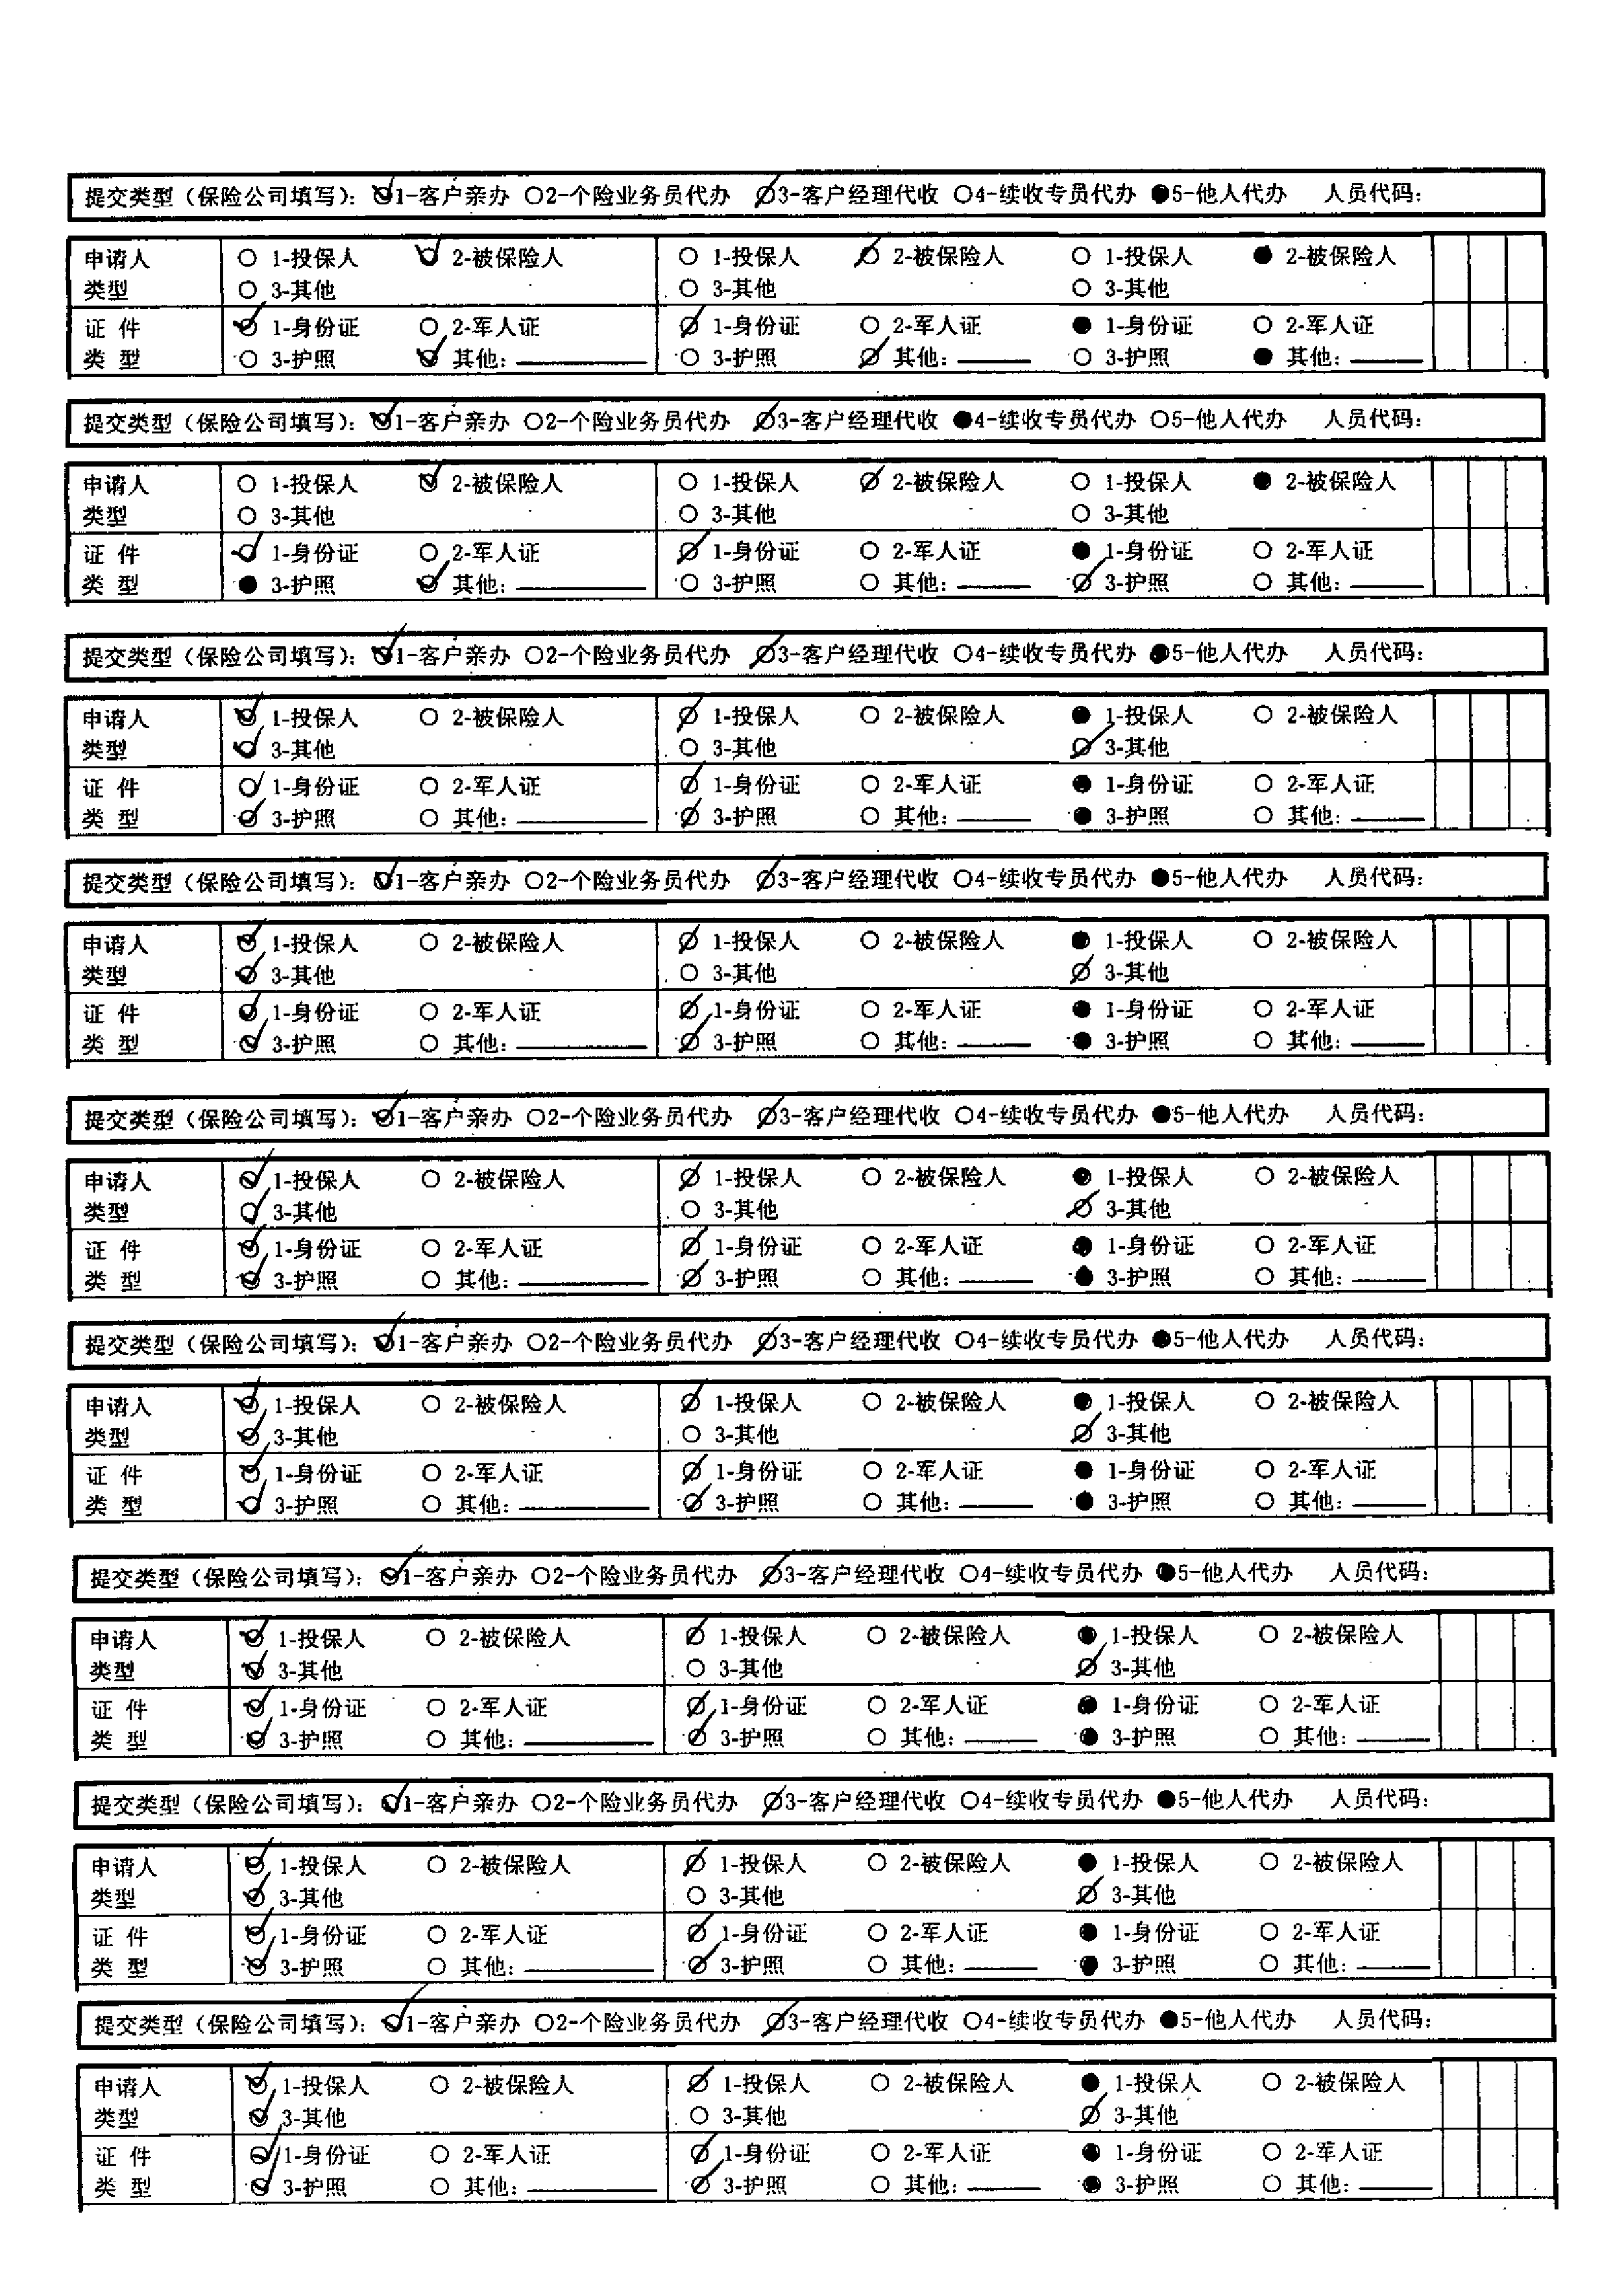 提交类型（保险公司填写）：○1-客户亲办 ○2-个险业务员代办 ○3-客户经理代收 ○4-续收专员代办 ●5-他人代办 人员代码：
申请人 ○ 1-投保人 ○ 2-被保险人 ○ 1-投保人 ○ 2-被保险人 ○ 1-投保人 ● 2-被保险人
类型 ○ 3-其他 ○ 3-其他 ○ 3-其他
证 件 ○ 1-身份证 ○ 2-军人证 ○ 1-身份证 ○ 2-军人证 ● 1-身份证 ○ 2-军人证
类 型 ○ 3-护照 ○ 其他： ○ 3-护照 ○ 其他： ○ 3-护照 ● 其他：
提交类型（保险公司填写）：○1-客户亲办 ○2-个险业务员代办 ○3-客户经理代收 ●4-续收专员代办 ○5-他人代办 人员代码：
申请人 ○ 1-投保人 ○ 2-被保险人 ○ 1-投保人 ○ 2-被保险人 ○ 1-投保人 ● 2-被保险人
类型 ○ 3-其他 ○ 3-其他 ○ 3-其他
证 件 ○ 1-身份证 ○ 2-军人证 ○ 1-身份证 ○ 2-军人证 ● 1-身份证 ○ 2-军人证
类 型 ● 3-护照 ○ 其他： ○ 3-护照 ○ 其他： ○ 3-护照 ○ 其他：
提交类型（保险公司填写）：○1-客户亲办 ○2-个险业务员代办 ○3-客户经理代收 ○4-续收专员代办 ●5-他人代办 人员代码：
申请人 ○ 1-投保人 ○ 2-被保险人 ○ 1-投保人 ○ 2-被保险人 ● 1-投保人 ○ 2-被保险人
类型 ○ 3-其他 ○ 3-其他 ○ 3-其他
证 件 ○ 1-身份证 ○ 2-军人证 ○ 1-身份证 ○ 2-军人证 ● 1-身份证 ○ 2-军人证
类 型 ○ 3-护照 ○ 其他： ○ 3-护照 ○ 其他： ● 3-护照 ○ 其他：
提交类型（保险公司填写）：○1-客户亲办 ○2-个险业务员代办 ○3-客户经理代收 ○4-续收专员代办 ●5-他人代办 人员代码：
申请人 ○ 1-投保人 ○ 2-被保险人 ○ 1-投保人 ○ 2-被保险人 ● 1-投保人 ○ 2-被保险人
类型 ○ 3-其他 ○ 3-其他 ○ 3-其他
证 件 ○ 1-身份证 ○ 2-军人证 ○ 1-身份证 ○ 2-军人证 ● 1-身份证 ○ 2-军人证
类 型 ○ 3-护照 ○ 其他： ○ 3-护照 ○ 其他： ● 3-护照 ○ 其他：
提交类型（保险公司填写）：○1-客户亲办 ○2-个险业务员代办 ○3-客户经理代收 ○4-续收专员代办 ●5-他人代办 人员代码：
申请人 ○ 1-投保人 ○ 2-被保险人 ○ 1-投保人 ○ 2-被保险人 ● 1-投保人 ○ 2-被保险人
类型 ○ 3-其他 ○ 3-其他 ○ 3-其他
证 件 ○ 1-身份证 ○ 2-军人证 ○ 1-身份证 ○ 2-军人证 ● 1-身份证 ○ 2-军人证
类 型 ○ 3-护照 ○ 其他： ○ 3-护照 ○ 其他： ● 3-护照 ○ 其他：
提交类型（保险公司填写）：○1-客户亲办 ○2-个险业务员代办 ○3-客户经理代收 ○4-续收专员代办 ●5-他人代办 人员代码：
申请人 ○ 1-投保人 ○ 2-被保险人 ○ 1-投保人 ○ 2-被保险人 ● 1-投保人 ○ 2-被保险人
类型 ○ 3-其他 ○ 3-其他 ○ 3-其他
证 件 ○ 1-身份证 ○ 2-军人证 ○ 1-身份证 ○ 2-军人证 ● 1-身份证 ○ 2-军人证
类 型 ○ 3-护照 ○ 其他： ○ 3-护照 ○ 其他： ● 3-护照 ○ 其他：
提交类型（保险公司填写）：○1-客户亲办 ○2-个险业务员代办 ○3-客户经理代收 ○4-续收专员代办 ●5-他人代办 人员代码：
申请人 ○ 1-投保人 ○ 2-被保险人 ○ 1-投保人 ○ 2-被保险人 ● 1-投保人 ○ 2-被保险人
类型 ○ 3-其他 ○ 3-其他 ○ 3-其他
证 件 ○ 1-身份证 ○ 2-军人证 ○ 1-身份证 ○ 2-军人证 ● 1-身份证 ○ 2-军人证
类 型 ○ 3-护照 ○ 其他： ○ 3-护照 ○ 其他： ● 3-护照 ○ 其他：
提交类型（保险公司填写）：○1-客户亲办 ○2-个险业务员代办 ○3-客户经理代收 ○4-续收专员代办 ●5-他人代办 人员代码：
申请人 ○ 1-投保人 ○ 2-被保险人 ○ 1-投保人 ○ 2-被保险人 ● 1-投保人 ○ 2-被保险人
类型 ○ 3-其他 ○ 3-其他 ○ 3-其他
证 件 ○ 1-身份证 ○ 2-军人证 ○ 1-身份证 ○ 2-军人证 ● 1-身份证 ○ 2-军人证
类 型 ○ 3-护照 ○ 其他： ○ 3-护照 ○ 其他： ● 3-护照 ○ 其他：
提交类型（保险公司填写）：○1-客户亲办 ○2-个险业务员代办 ○3-客户经理代收 ○4-续收专员代办 ●5-他人代办 人员代码：
申请人 ○ 1-投保人 ○ 2-被保险人 ○ 1-投保人 ○ 2-被保险人 ● 1-投保人 ○ 2-被保险人
类型 ○ 3-其他 ○ 3-其他 ○ 3-其他
证 件 ○ 1-身份证 ○ 2-军人证 ○ 1-身份证 ○ 2-军人证 ● 1-身份证 ○ 2-军人证
类 型 ○ 3-护照 ○ 其他： ○ 3-护照 ○ 其他： ● 3-护照 ○ 其他：